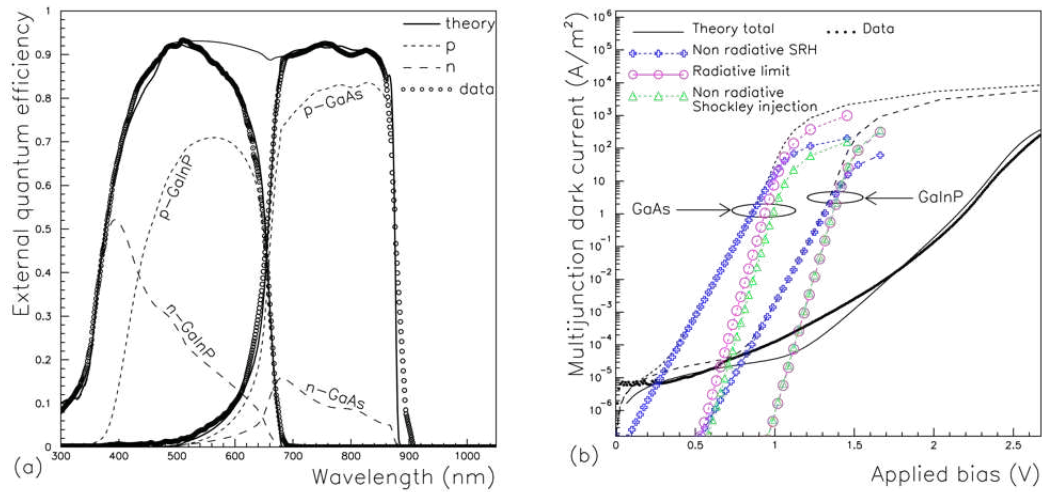 theory
p
n
data
p-GaAs
p-GaInP
n-GaInP
n-GaAs
External quantum efficiency
1
0.9
0.8
0.7
0.6
0.5
0.4
0.3
0.2
0.1
0
300 400 500 600 700 800 900 1000
Wavelength (nm)
(a)
Theory total
Data
Non radiative SRH
Radiative limit
Non radiative
Shockley injection
GaAs
GaInP
Multijunction dark current (A/m²)
10⁶
10⁵
10⁴
10³
10²
10
1
10⁻¹
10⁻²
10⁻³
10⁻⁴
10⁻⁵
10⁻⁶
0 0.5 1.0 1.5 2 2.5
Applied bias (V)
(b)